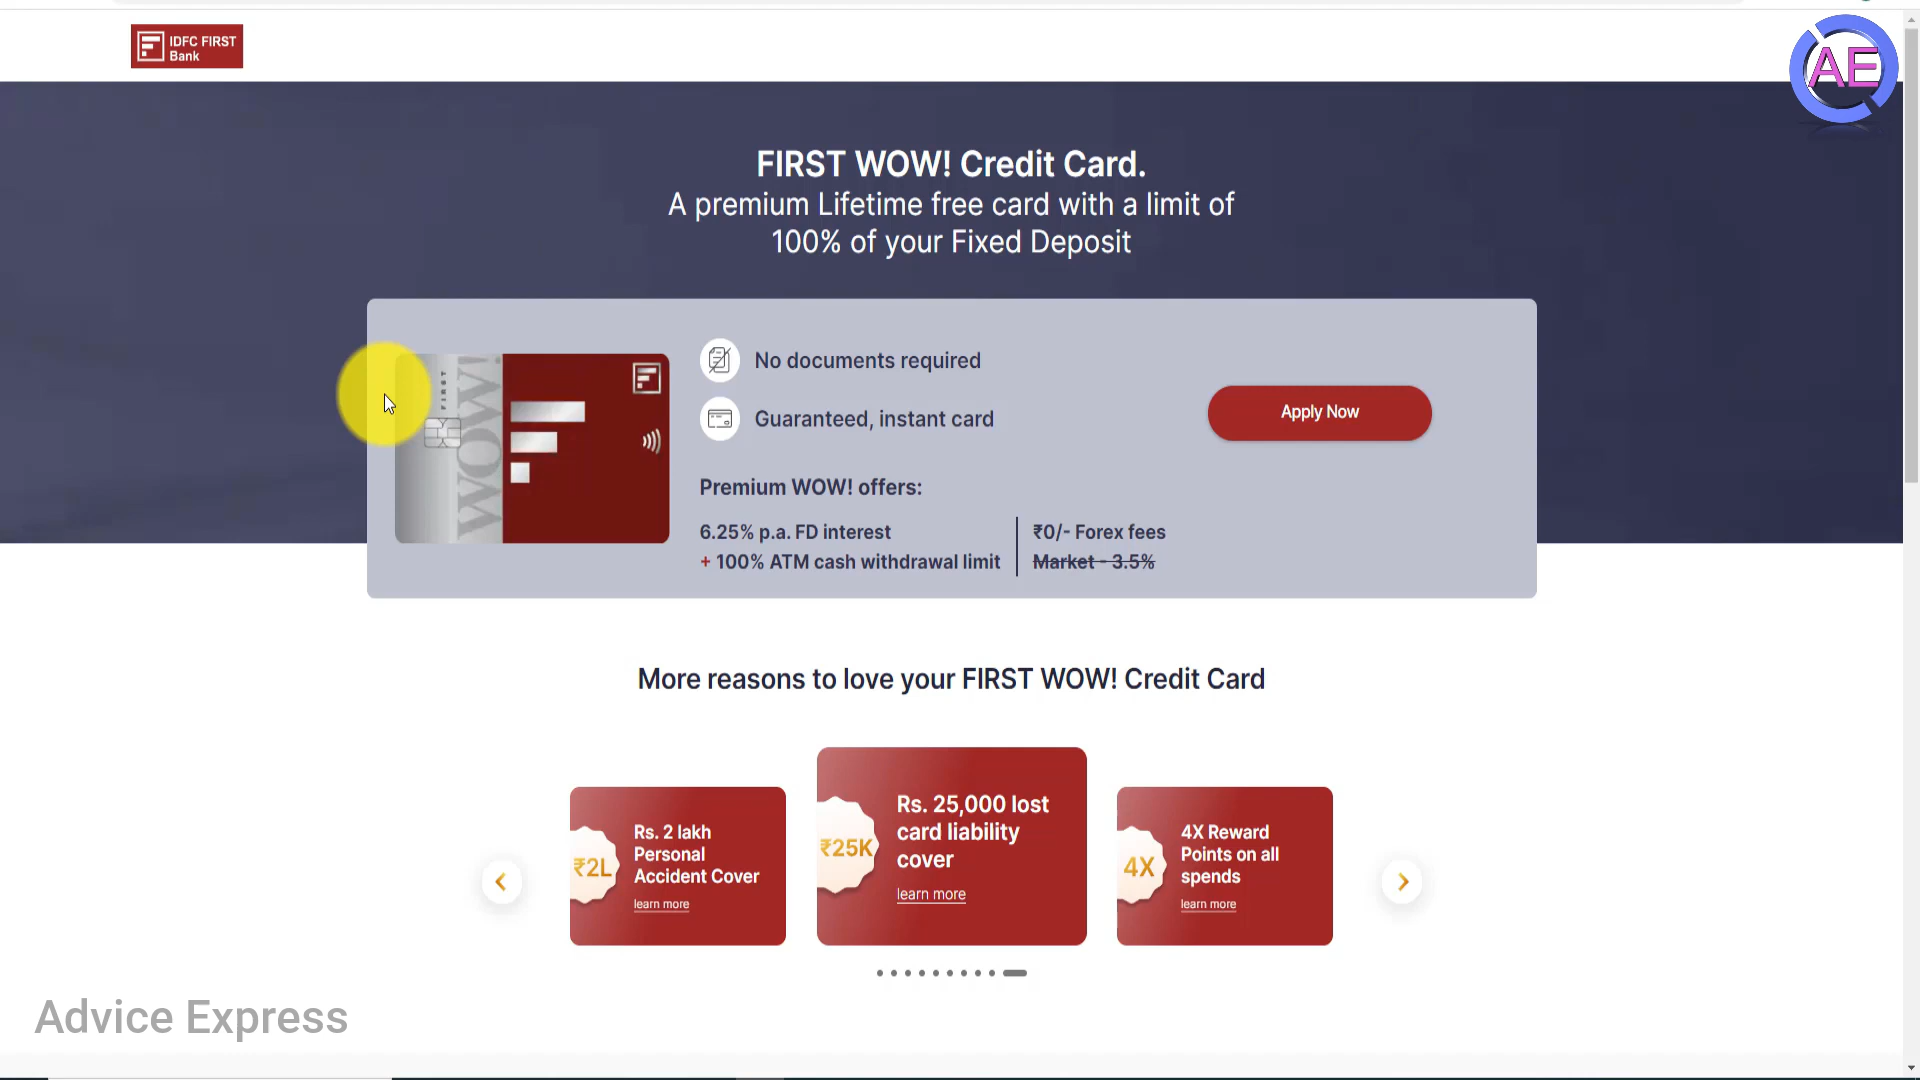 IDFC FIRST
Bank
AE
FIRST WOW! Credit Card.
A premium Lifetime free card with a limit of
100% of your Fixed Deposit
FIRST
WOW!
No documents required
Guaranteed, instant card
Apply Now
Premium WOW! offers:
6.25% p.a. FD interest
+ 100% ATM cash withdrawal limit
₹0/- Forex fees
Market - 3.5%
More reasons to love your FIRST WOW! Credit Card
₹2L
Rs. 2 lakh
Personal
Accident Cover
learn more
₹25K
Rs. 25,000 lost
card liability
cover
learn more
4X
4X Reward
Points on all
spends
learn more
Advice Express